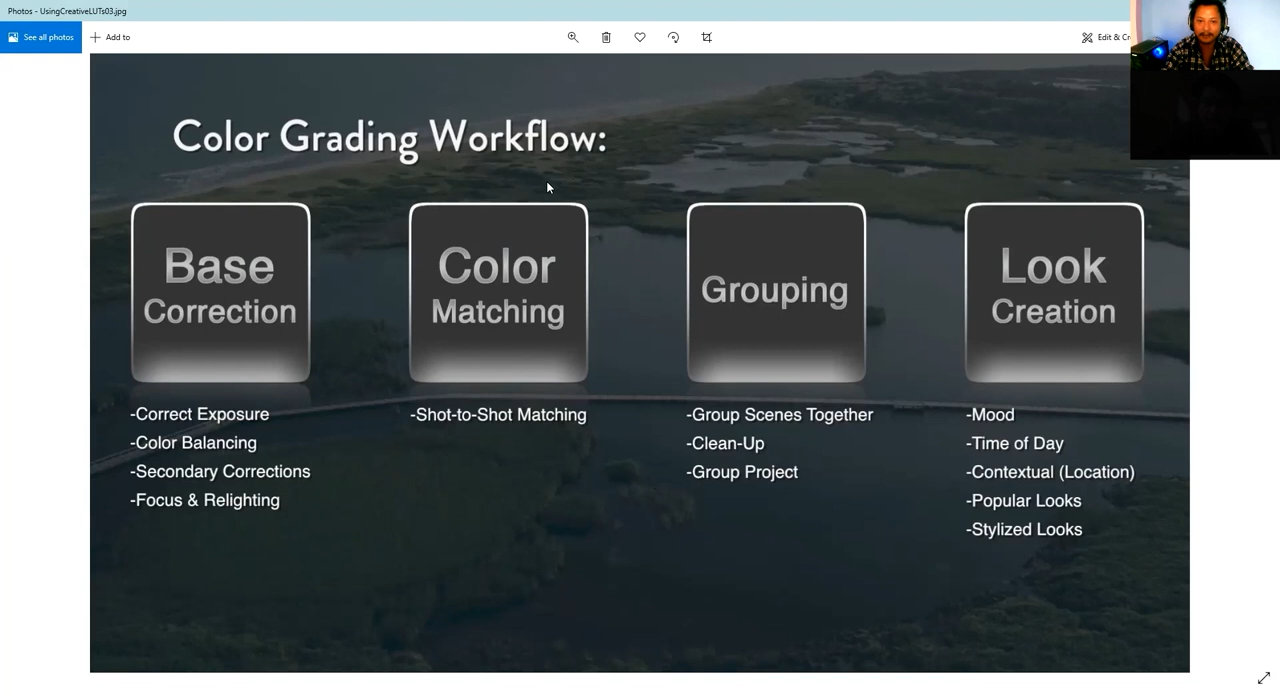 Photos - UsingCreativeLUTs03.jpg
See all photos
Add to
Edit & Cr
Color Grading Workflow:
Base
Correction
-Correct Exposure
-Color Balancing
-Secondary Corrections
-Focus & Relighting
Color
Matching
-Shot-to-Shot Matching
Grouping
-Group Scenes Together
-Clean-Up
-Group Project
Look
Creation
-Mood
-Time of Day
-Contextual (Location)
-Popular Looks
-Stylized Looks